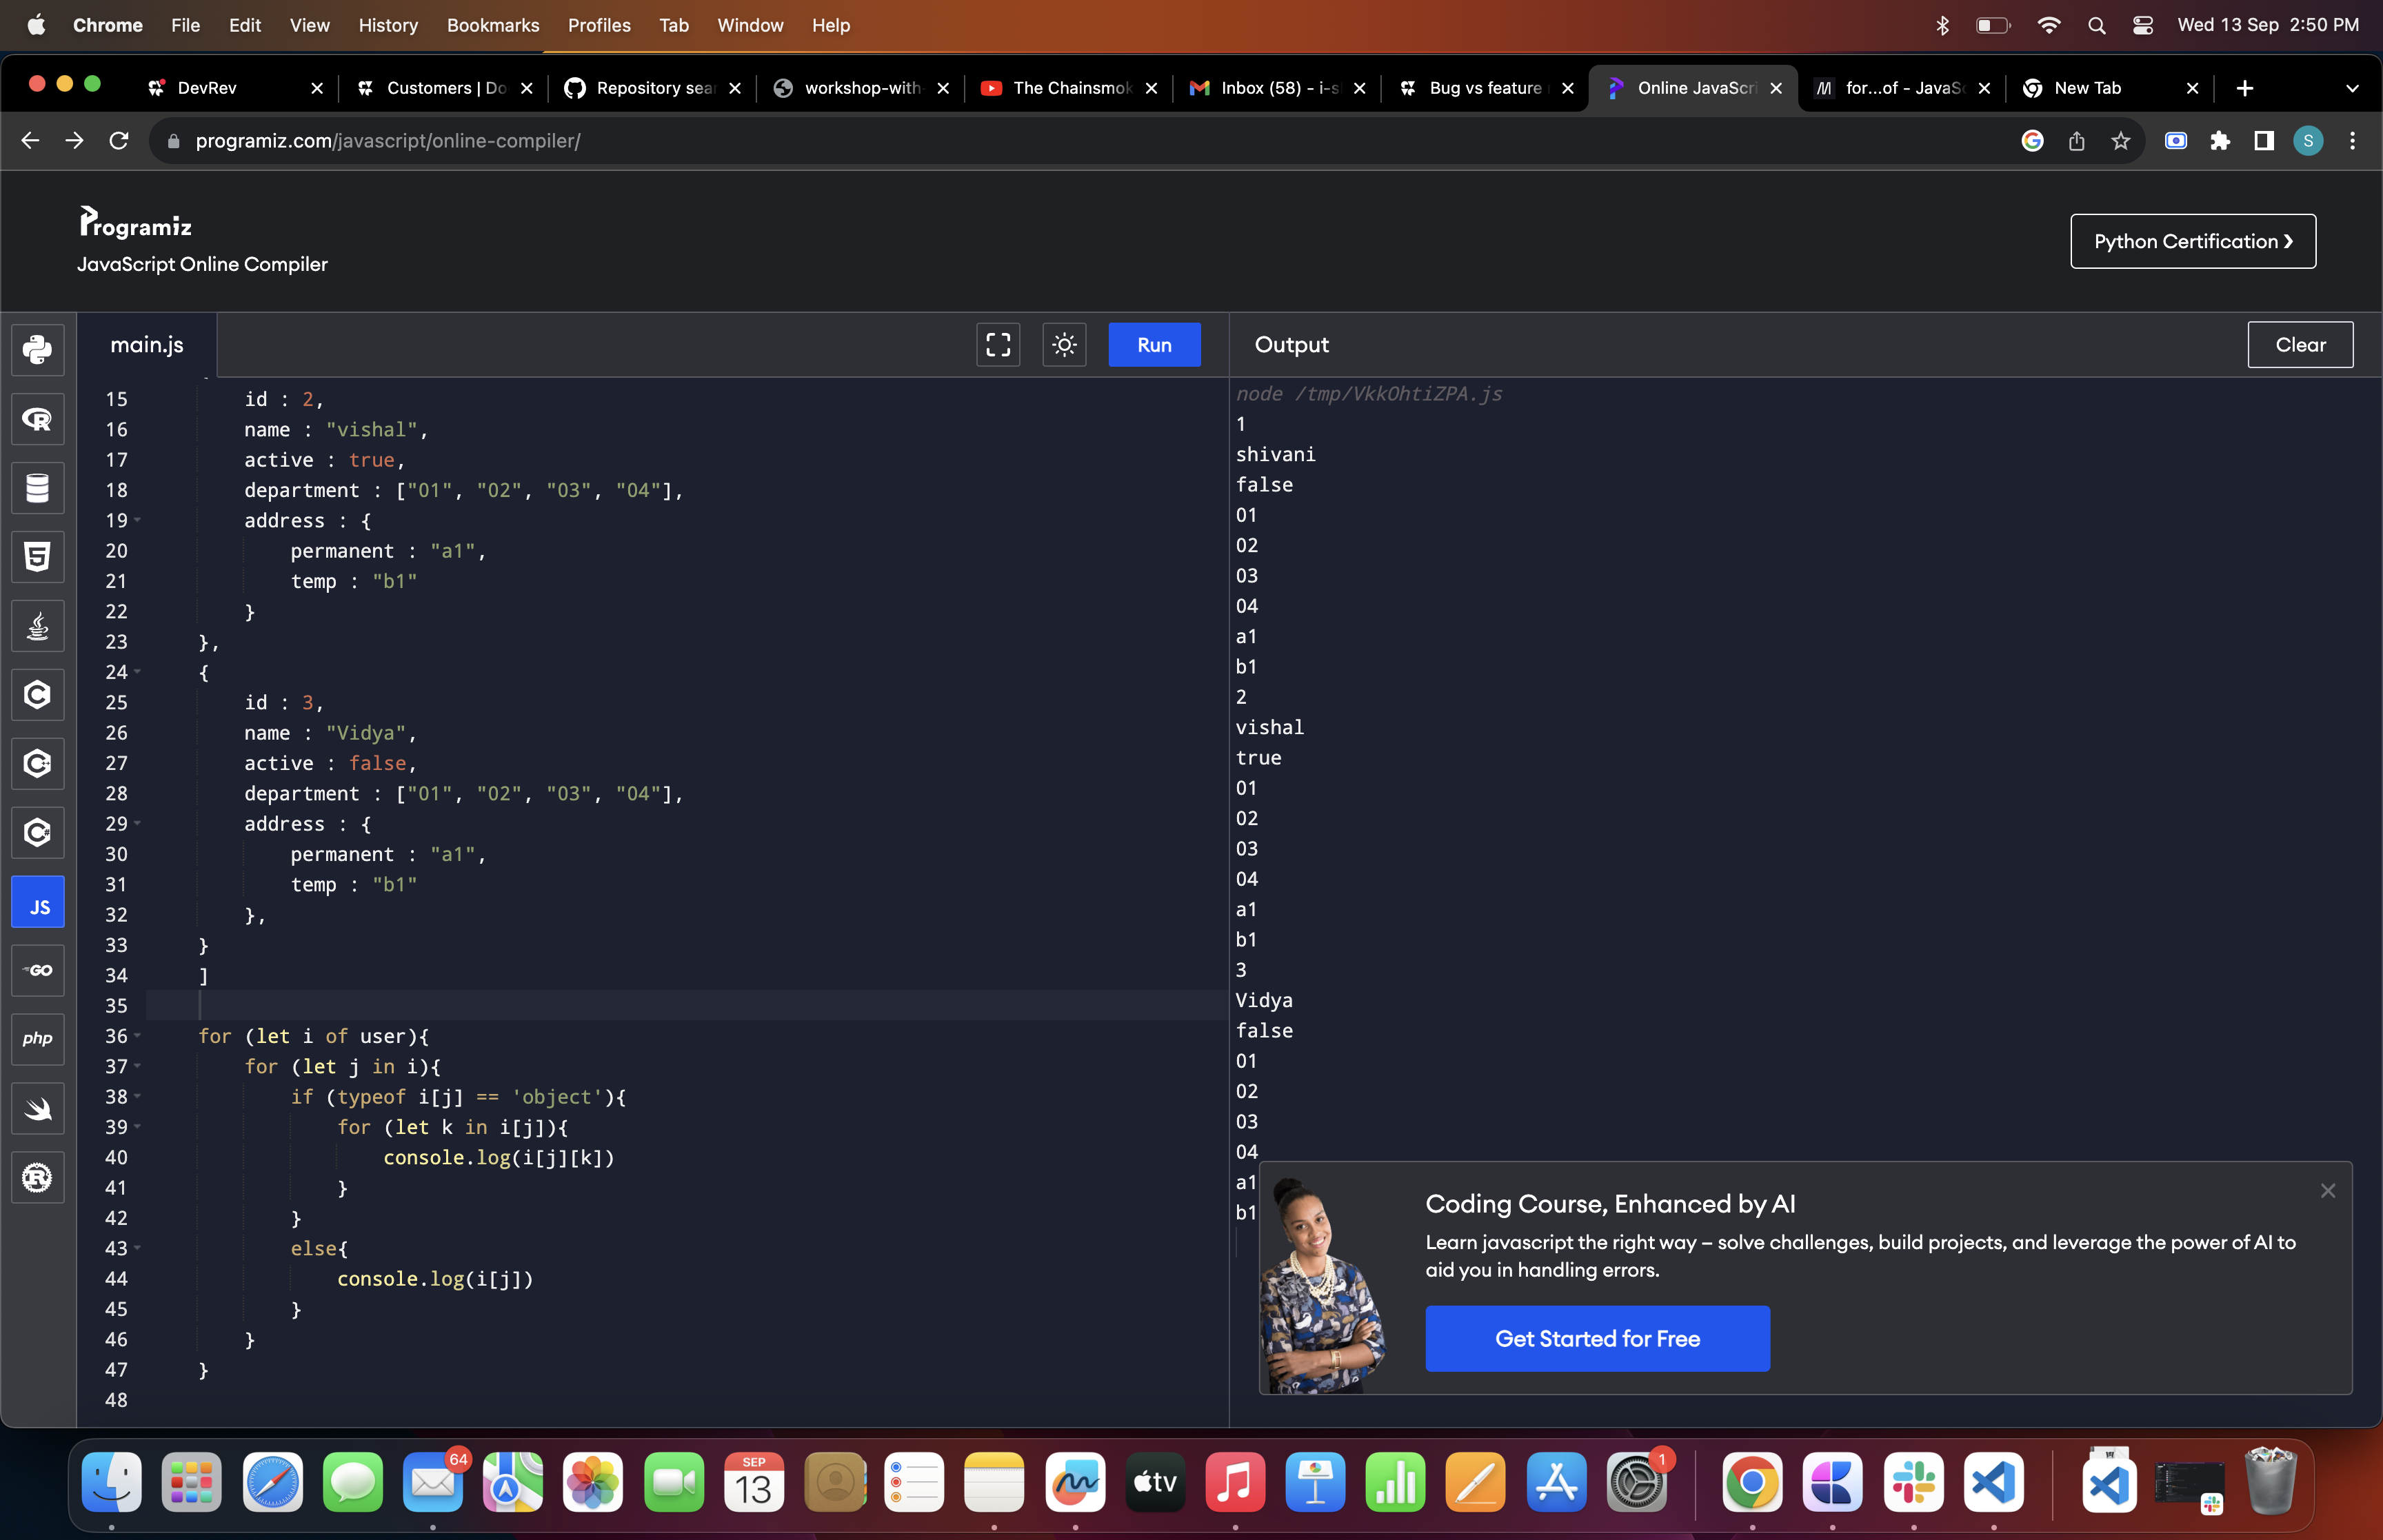 Chrome File Edit View History Bookmarks Profiles Tab Window Help Wed 13 Sep 2:50 PM
DevRev Customers | Do Repository sear workshop-with- The Chainsmok Inbox (58) - i-s Bug vs feature Online JavaScri for...of - JavaSc New Tab
programiz.com/javascript/online-compiler/ S
Programiz
JavaScript Online Compiler
Python Certification
main.js
Run
Output
Clear
15 id : 2,
16 name : "vishal",
17 active : true,
18 department : ["01", "02", "03", "04"],
19 address : {
20 permanent : "a1",
21 temp : "b1"
22 }
23 },
24 {
25 id : 3,
26 name : "Vidya",
27 active : false,
28 department : ["01", "02", "03", "04"],
29 address : {
30 permanent : "a1",
31 temp : "b1"
32 },
33 }
34 ]
35
36 for (let i of user){
37 for (let j in i){
38 if (typeof i[j] == 'object'){
39 for (let k in i[j]){
40 console.log(i[j][k])
41 }
42 }
43 else{
44 console.log(i[j])
45 }
46 }
47 }
48
node /tmp/VkkOhtiZPA.js
1
shivani
false
01
02
03
04
a1
b1
2
vishal
true
01
02
03
04
a1
b1
3
Vidya
false
01
02
03
04
a1
b1
Coding Course, Enhanced by AI
Learn javascript the right way – solve challenges, build projects, and leverage the power of AI to
aid you in handling errors.
Get Started for Free
R
5
C
C
C#
JS
GO
php
R
64
SEP
13
tv
1